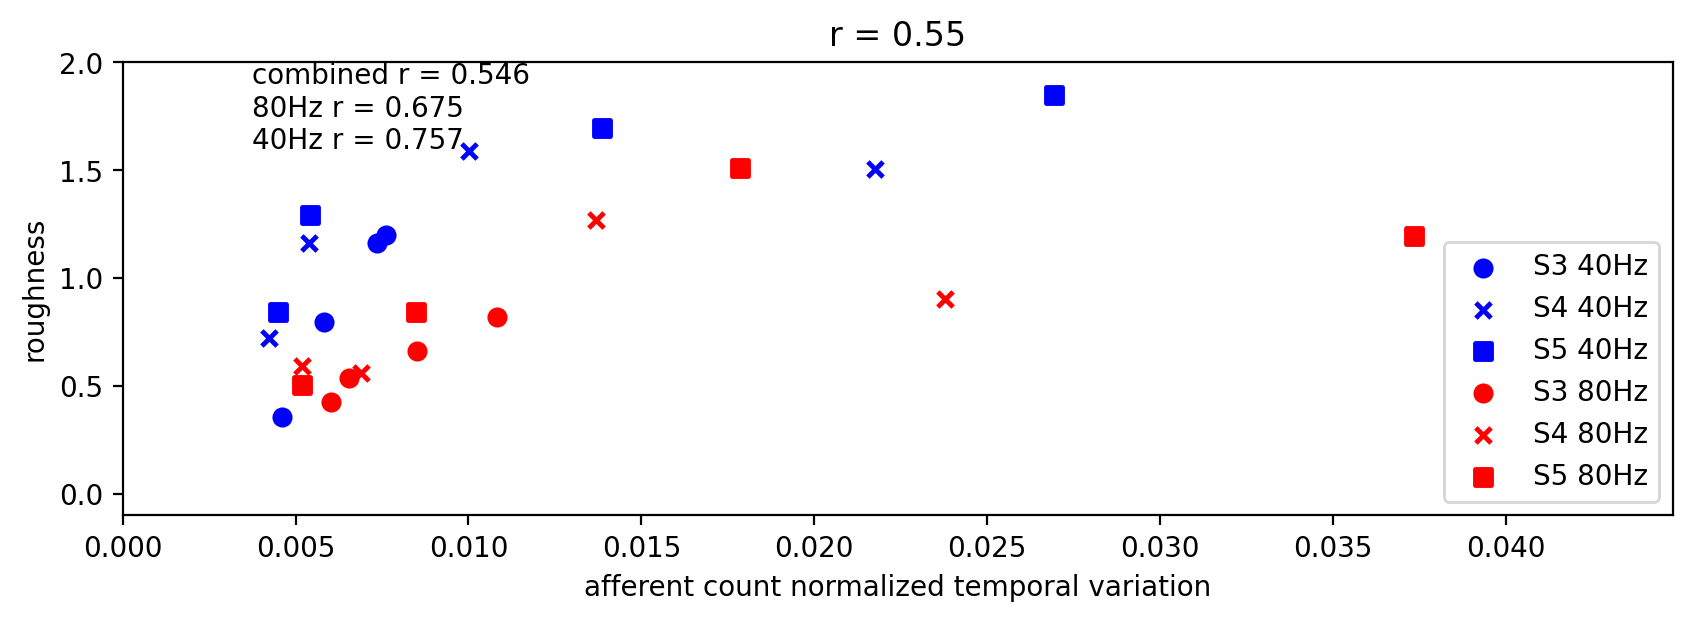 r = 0.55
combined r = 0.546
80Hz r = 0.675
40Hz r = 0.757
roughness
2.0
1.5
1.0
0.5
0.0
S3 40Hz
S4 40Hz
S5 40Hz
S3 80Hz
S4 80Hz
S5 80Hz
0.000 0.005 0.010 0.015 0.020 0.025 0.030 0.035 0.040
afferent count normalized temporal variation